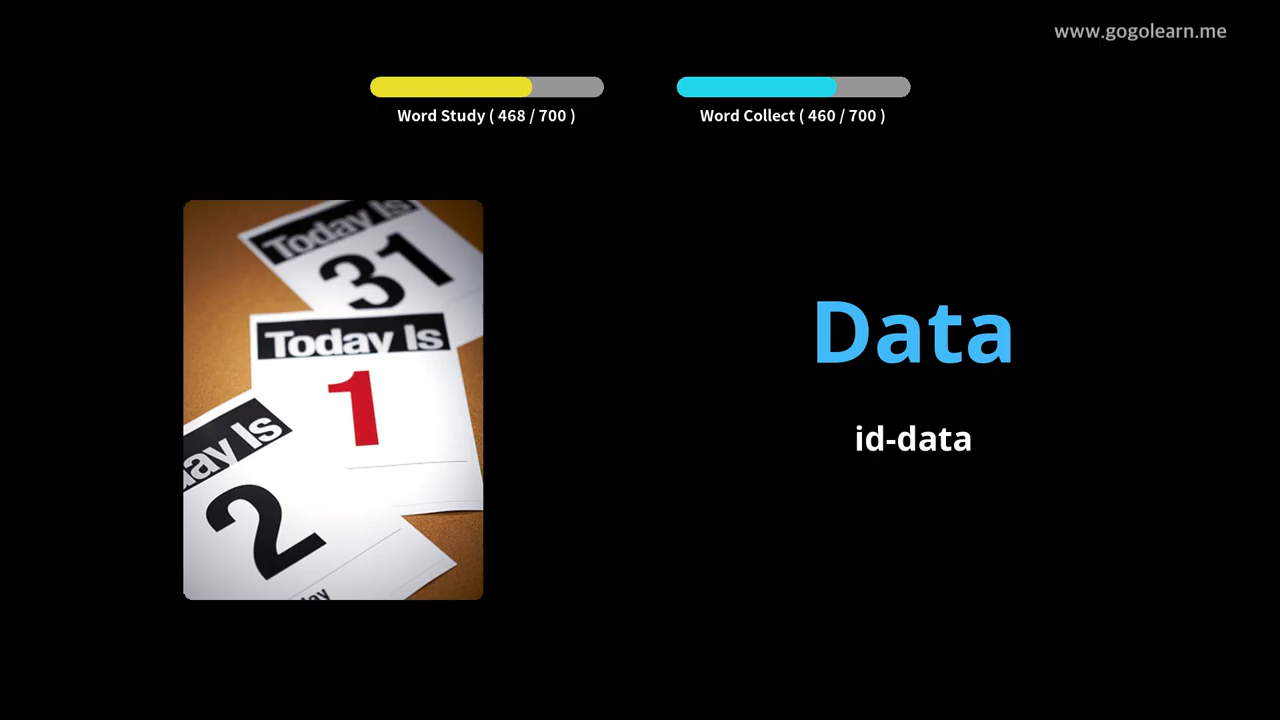 www.gogolearn.me
Word Study ( 468 / 700 )
Word Collect ( 460 / 700 )
Today Is
31
Today Is
1
ay Is
2
Data
id-data